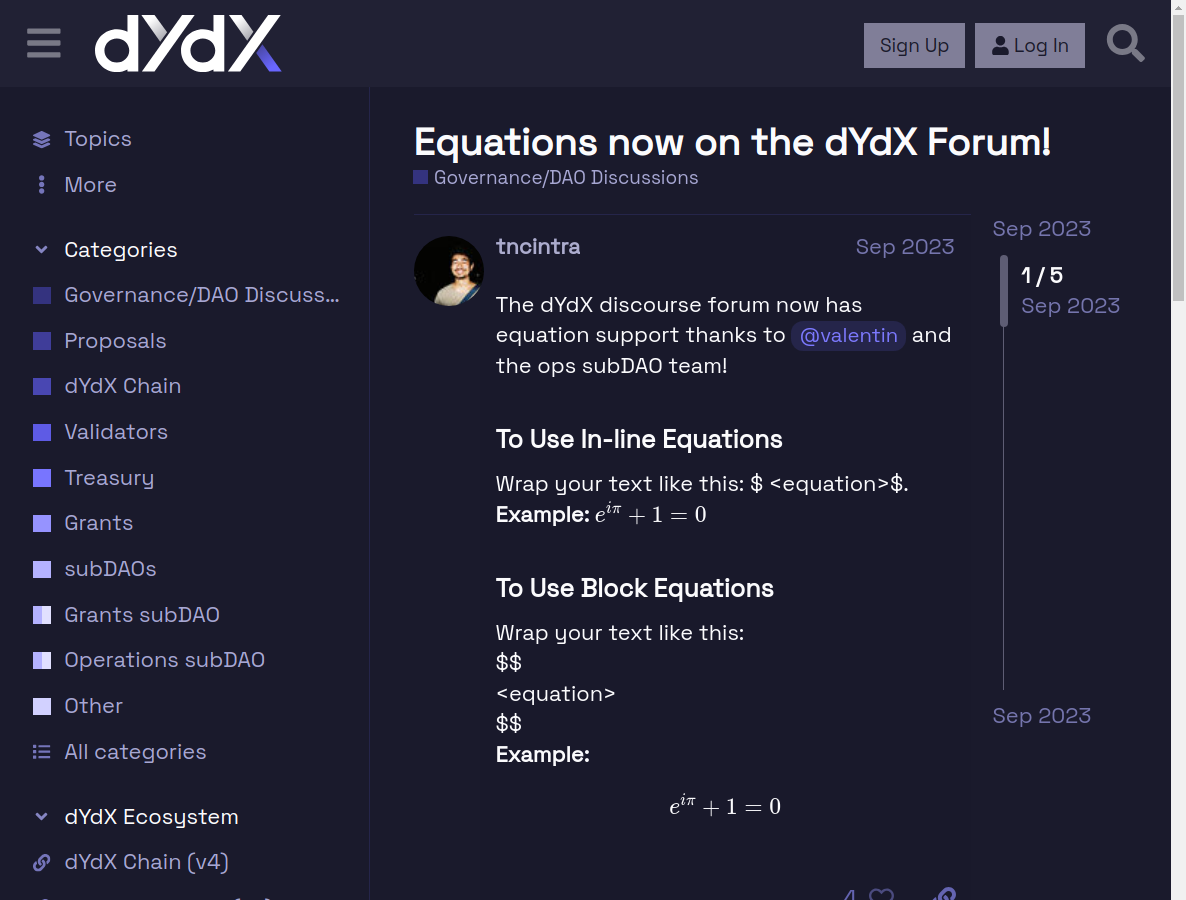 dYdX
Sign Up
Log In
Topics
More
Categories
Governance/DAO Discuss...
Proposals
dYdX Chain
Validators
Treasury
Grants
subDAOs
Grants subDAO
Operations subDAO
Other
All categories
dYdX Ecosystem
dYdX Chain (v4)
Equations now on the dYdX Forum!
Governance/DAO Discussions
tncintra
Sep 2023
The dYdX discourse forum now has
equation support thanks to @valentin and
the ops subDAO team!
To Use In-line Equations
Wrap your text like this: $ <equation>$.
Example: e^{iπ} + 1 = 0
To Use Block Equations
Wrap your text like this:
$$
<equation>
$$
Example:
e^{iπ} + 1 = 0
4
Sep 2023
1 / 5
Sep 2023
Sep 2023